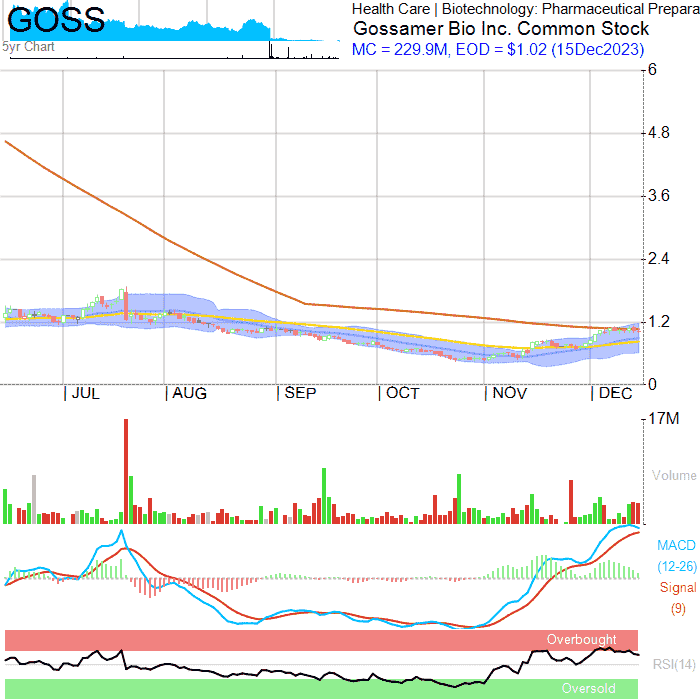 GOSS
5yr Chart
Health Care | Biotechnology: Pharmaceutical Prepara
Gossamer Bio Inc. Common Stock
MC = 229.9M, EOD = $1.02 (15Dec2023)
6
4.8
3.6
2.4
1.2
0
JUL AUG SEP OCT NOV DEC
17M
Volume
MACD
(12-26)
Signal
(9)
Overbought
RSI(14)
Oversold